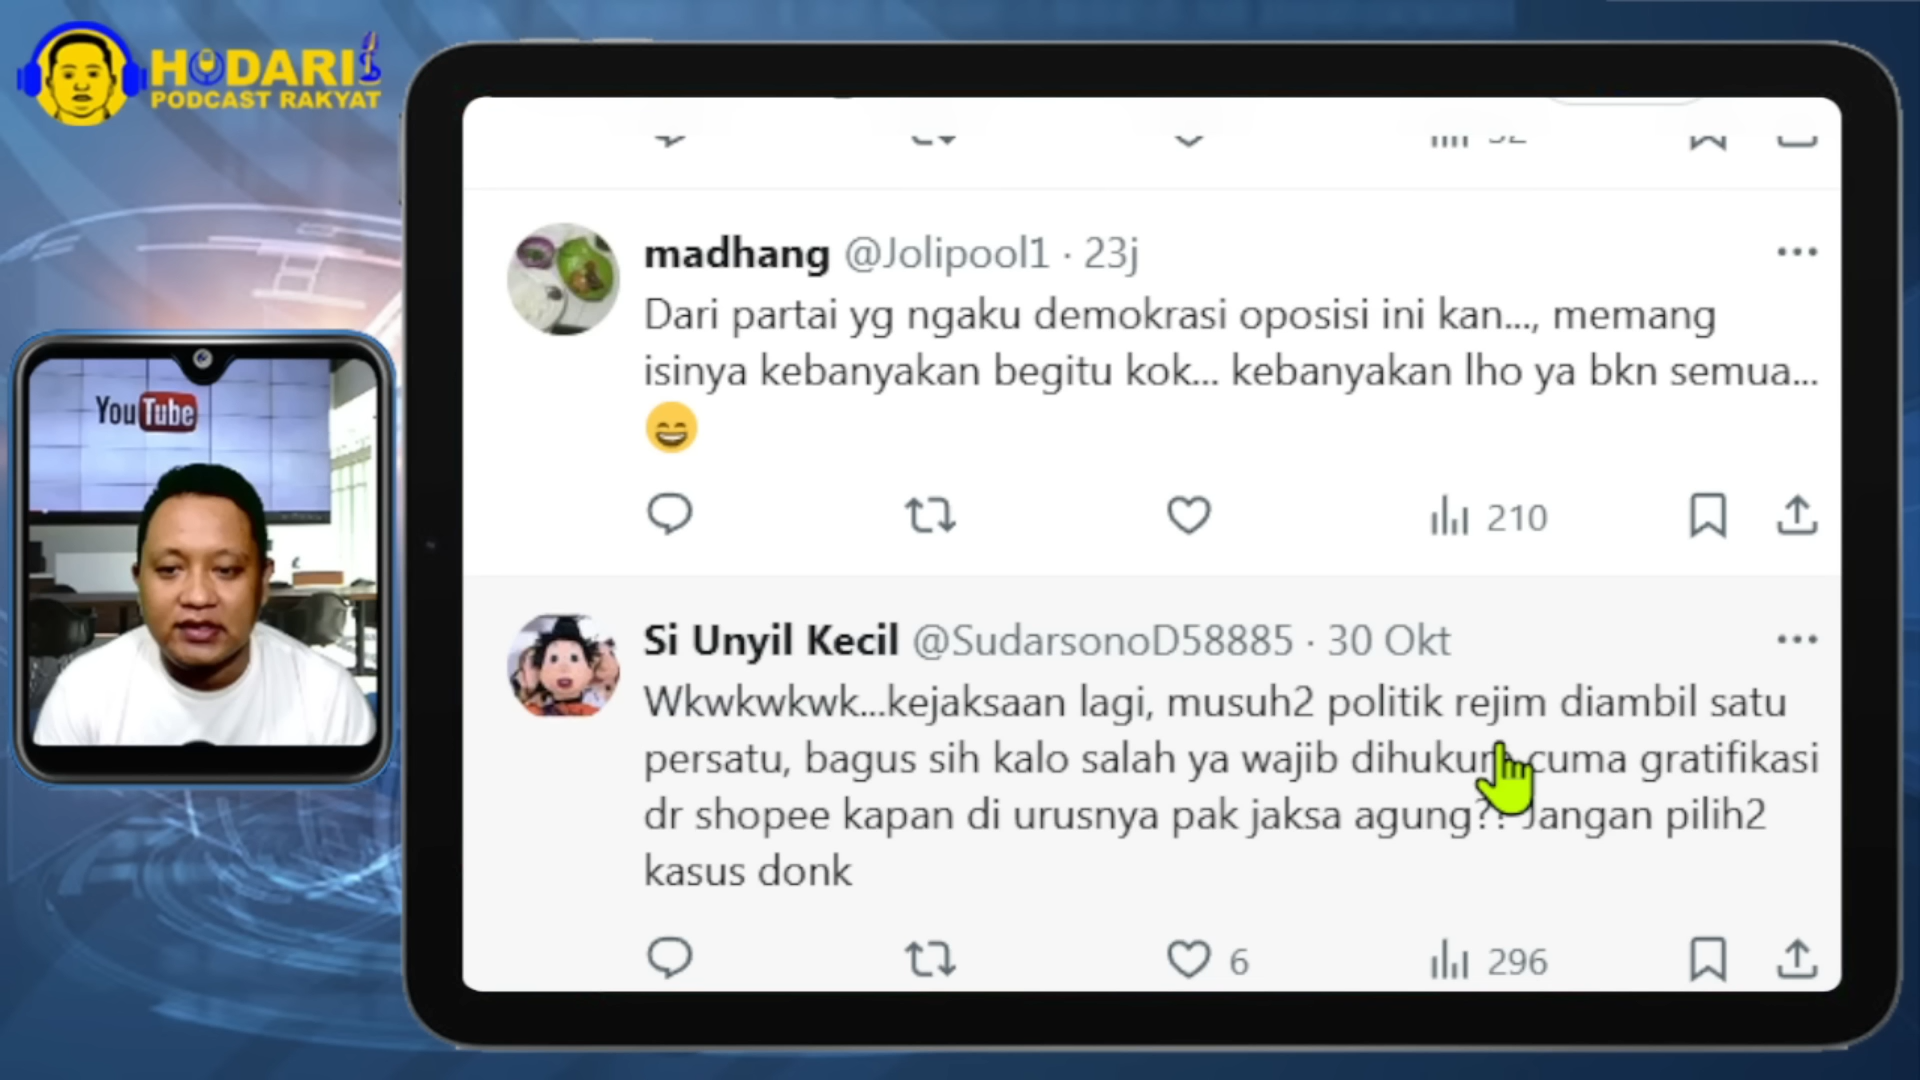 HODARI
PODCAST RAKYAT
YouTube
madhang @Jolipool1 · 23j
Dari partai yg ngaku demokrasi oposisi ini kan..., memang
isinya kebanyakan begitu kok... kebanyakan lho ya bkn semua...
😄
210
Si Unyil Kecil @SudarsonoD58885 · 30 Okt
Wkwkwkwk...kejaksaan lagi, musuh2 politik rejim diambil satu
persatu, bagus sih kalo salah ya wajib dihukum cuma gratifikasi
dr shopee kapan di urusnya pak jaksa agung?? Jangan pilih2
kasus donk
6 296